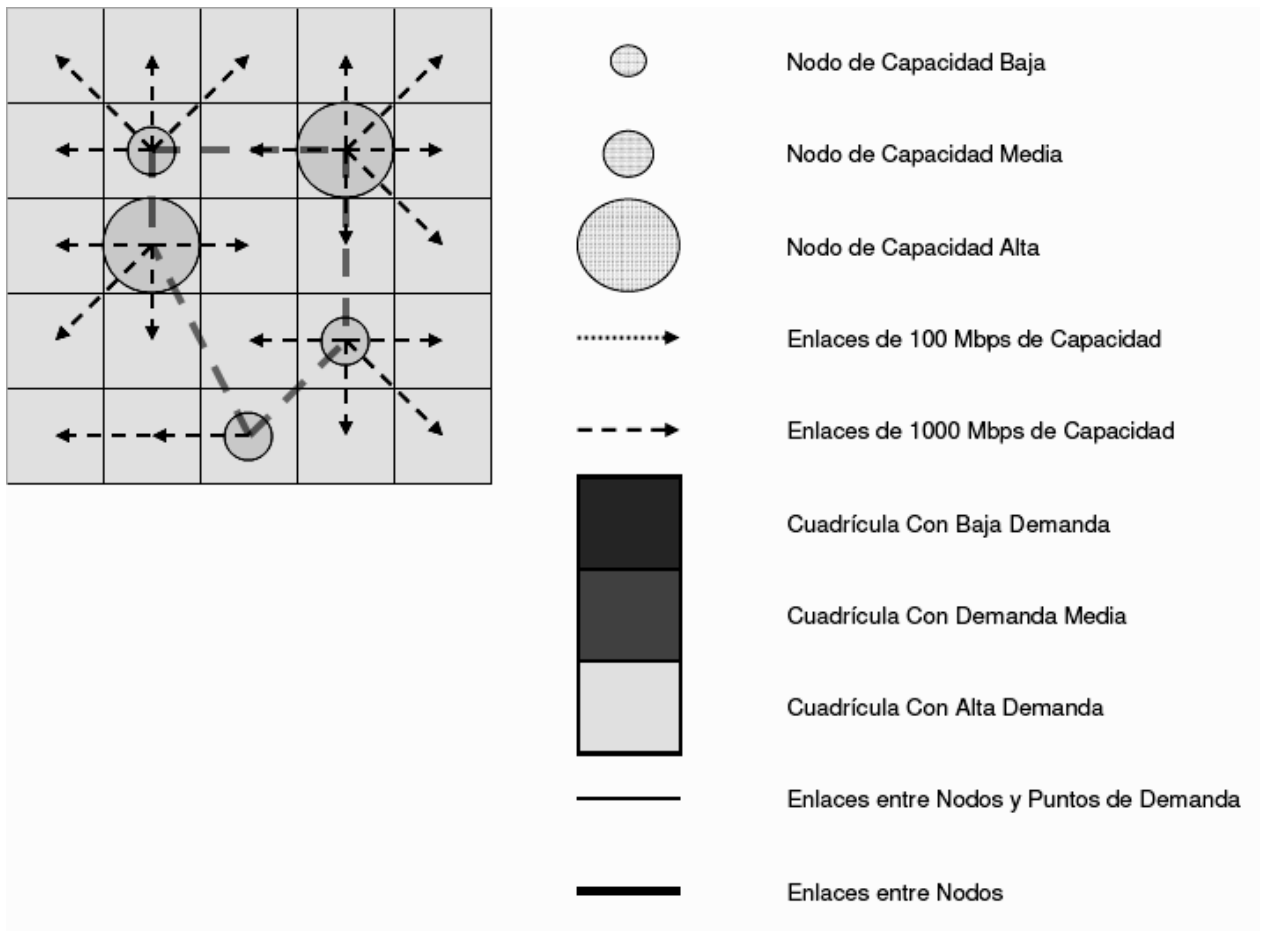 Nodo de Capacidad Baja
Nodo de Capacidad Media
Nodo de Capacidad Alta
Enlaces de 100 Mbps de Capacidad
Enlaces de 1000 Mbps de Capacidad
Cuadrícula Con Baja Demanda
Cuadrícula Con Demanda Media
Cuadrícula Con Alta Demanda
Enlaces entre Nodos y Puntos de Demanda
Enlaces entre Nodos